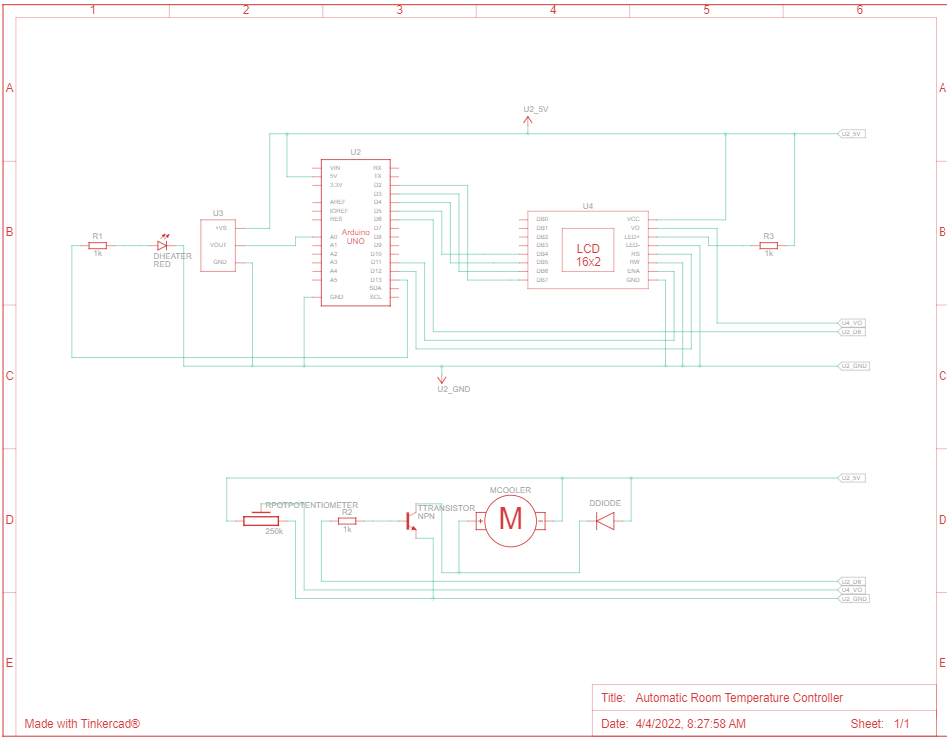 1 2 3 4 5 6
A A
U2_5V
U2_5V
U2
VIN RX
5V TX
3.3V D2
D3
AREF D4
IOREF D5
RES D6
D7
A0 D8
A1 D9
A2 D10
A3 D11
A4 D12
A5 D13
SDA
GND SCL
Arduino
UNO
U3
+VS
VOUT
GND
U4
DB0 VCC
DB1 VO
DB2 LED+
DB3 LED-
DB4 RS
DB5 RW
DB6 ENA
DB7 GND
LCD
16x2
B B
R1
1k
DHEATER
RED
R3
1k
U4_VO
U2_D6
U2_GND
C C
U2_GND
U2_5V
D D
RPOTPOTENTIOMETER
250k
R2
1k
TTRANSISTOR
NPN
MCOOLER
M
+ -
DDIODE
U2_D6
U4_VO
U2_GND
E E
Title: Automatic Room Temperature Controller
Made with Tinkercad®
Date: 4/4/2022, 8:27:58 AM Sheet: 1/1